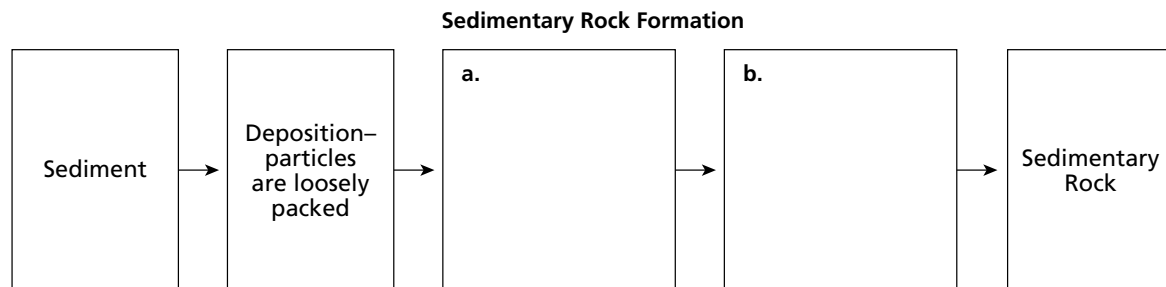 Sedimentary Rock Formation
Sediment
Deposition–
particles
are loosely
packed
a.
b.
Sedimentary
Rock